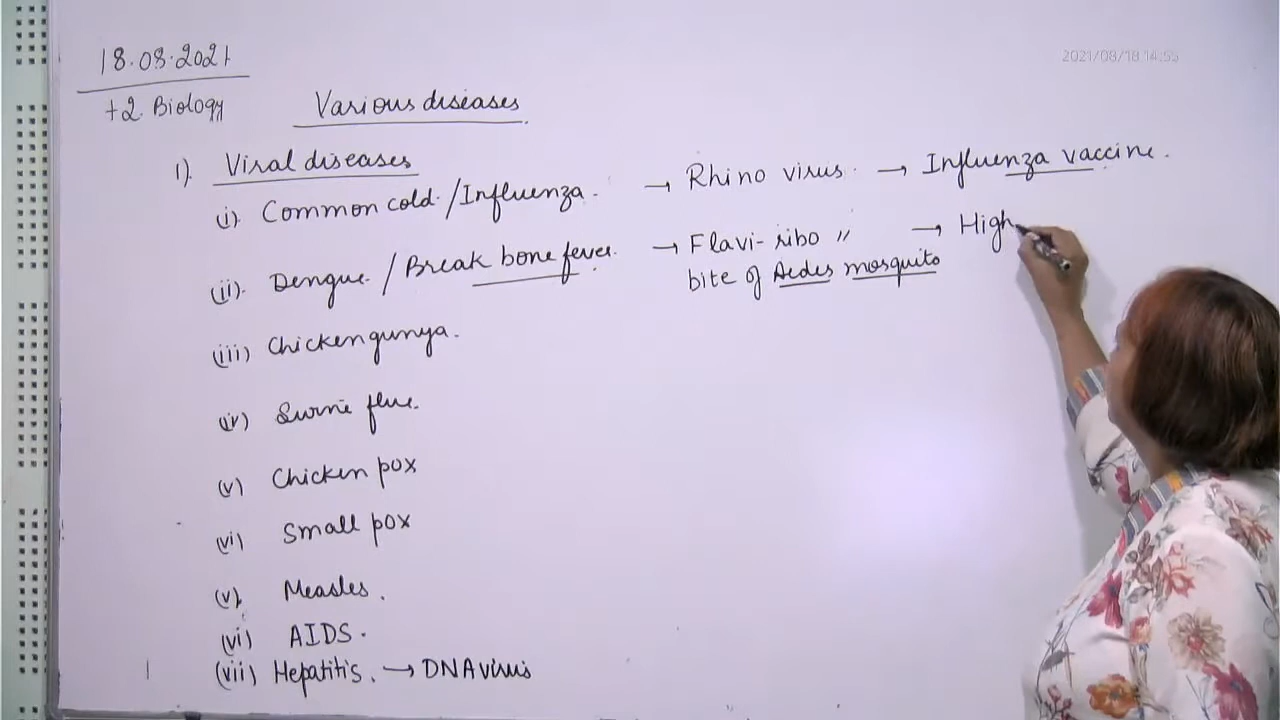 2021/08/18 14:55
18.08.2021
+2. Biology
Various diseases
1). Viral diseases
(i). Common cold / Influenza. → Rhino virus. → Influenza vaccine.
(ii). Dengue / Break bone fever. → Flavi-ribo " → High
bite of Aedes mosquito
(iii) Chickengunya.
(iv) Swine flue.
(v) Chicken pox
(vi) Small pox
(v). Measles.
(vi) AIDS.
(vii) Hepatitis. → DNA virus